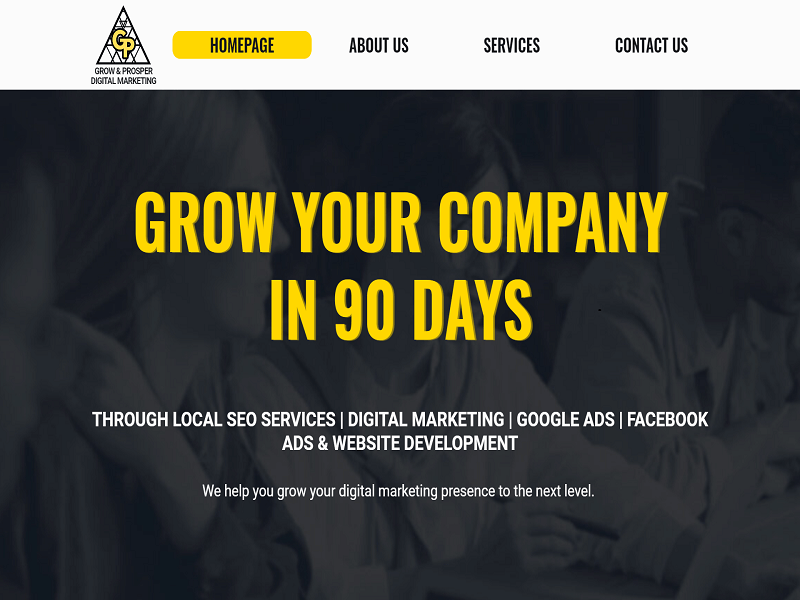 GP
GROW & PROSPER
DIGITAL MARKETING
HOMEPAGE
ABOUT US
SERVICES
CONTACT US
GROW YOUR COMPANY
IN 90 DAYS
THROUGH LOCAL SEO SERVICES | DIGITAL MARKETING | GOOGLE ADS | FACEBOOK
ADS & WEBSITE DEVELOPMENT
We help you grow your digital marketing presence to the next level.